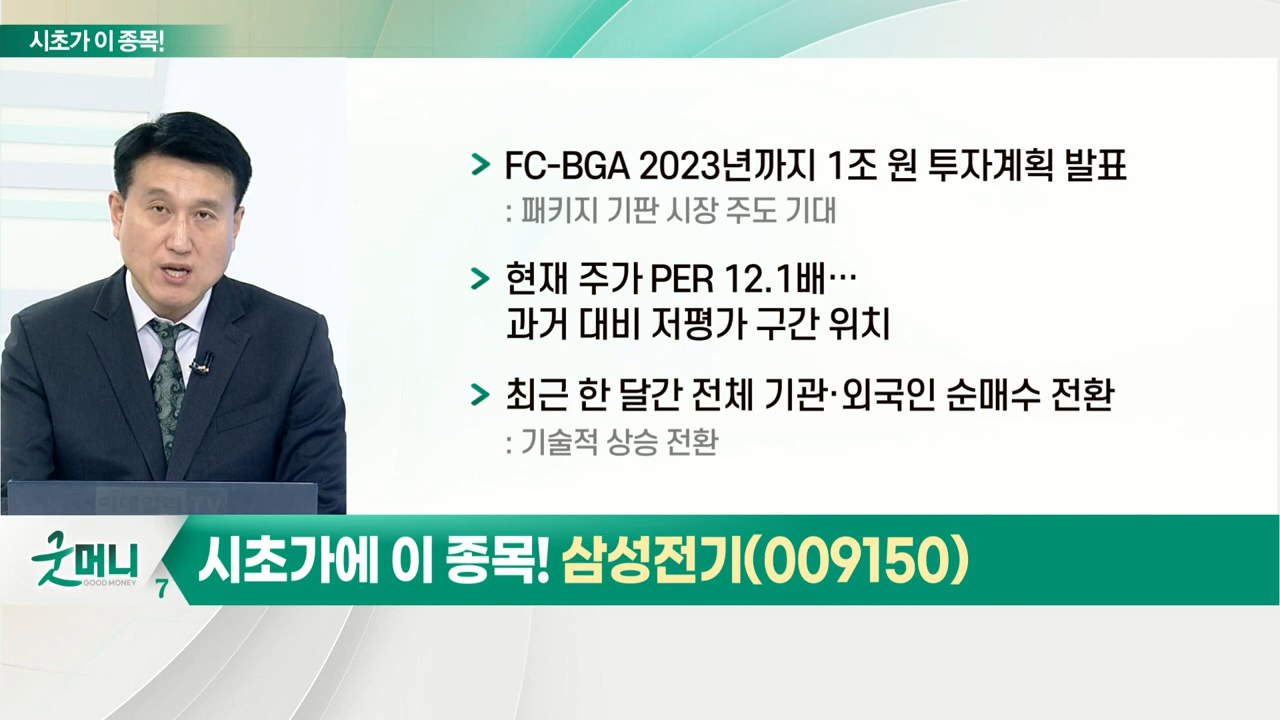 시초가 이 종목!
> FC-BGA 2023년까지 1조 원 투자계획 발표
: 패키지 기판 시장 주도 기대
> 현재 주가 PER 12.1배…
과거 대비 저평가 구간 위치
> 최근 한 달간 전체 기관·외국인 순매수 전환
: 기술적 상승 전환
이데일리 TV
굿머니
GOOD MONEY
7
시초가에 이 종목! 삼성전기(009150)